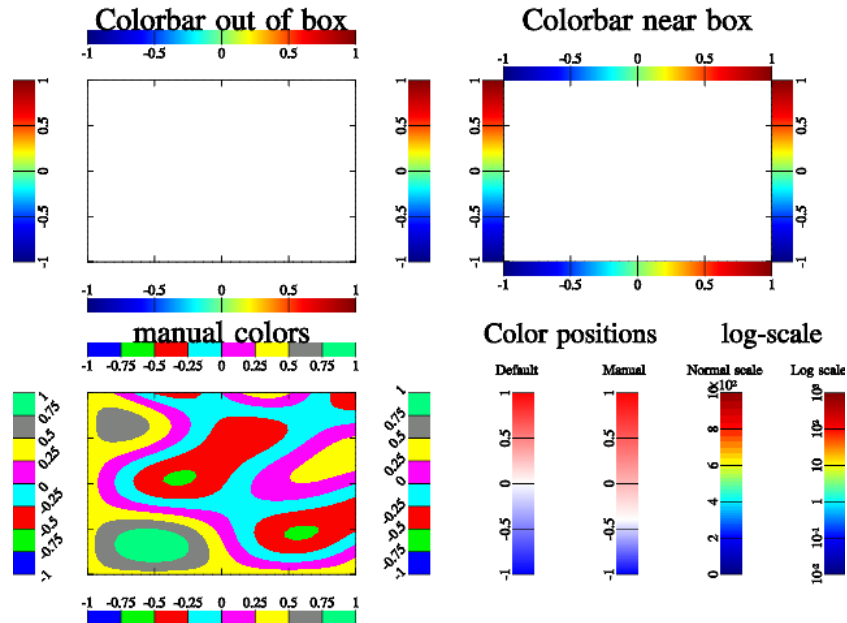 Colorbar out of box
-1 -0.5 0 0.5 1
-1 -0.5 0 0.5 1
-1 -0.5 0 0.5 1
-1 -0.5 0 0.5 1
Colorbar near box
-1 -0.5 0 0.5 1
-1 -0.5 0 0.5 1
-1 -0.5 0 0.5 1
-1 -0.5 0 0.5 1
manual colors
-1 -0.75 -0.5 -0.25 0 0.25 0.5 0.75 1
-1 -0.75 -0.5 -0.25 0 0.25 0.5 0.75 1
-1 -0.75 -0.5 -0.25 0 0.25 0.5 0.75 1
-1 -0.75 -0.5 -0.25 0 0.25 0.5 0.75 1
Color positions
Default
-1 -0.5 0 0.5 1
Manual
-1 -0.5 0 0.5 1
log-scale
Normal scale
×10²
0 2 4 6 8 10
Log scale
1